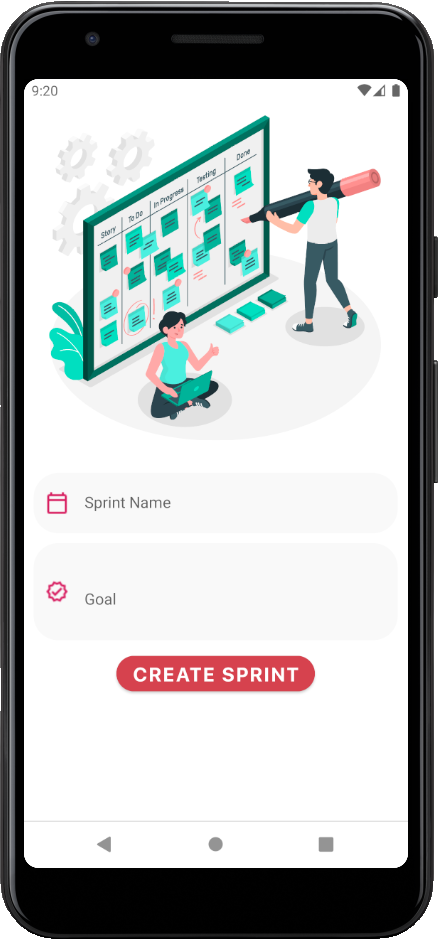 9:20
Story
To Do
In Progress
Testing
Done
Sprint Name
Goal
CREATE SPRINT